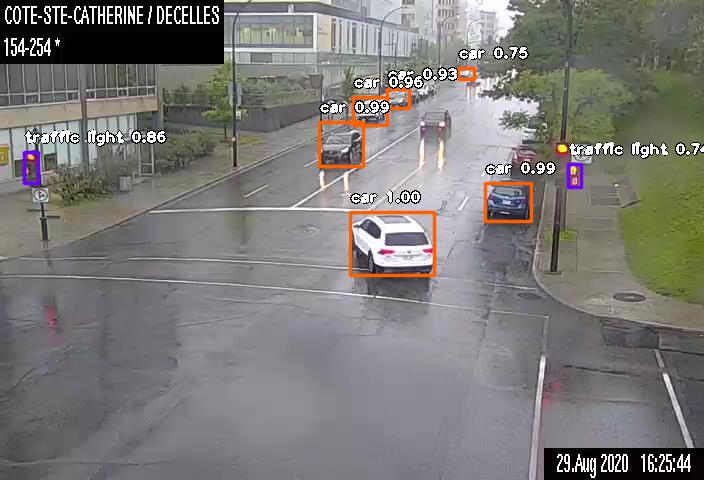 COTE-STE-CATHERINE / DECELLES
154-254 *
car 0.75
car 0.93
car 0.96
car 0.99
traffic light 0.86
traffic light 0.74
car 0.99
car 1.00
29.Aug 2020 16:25:44